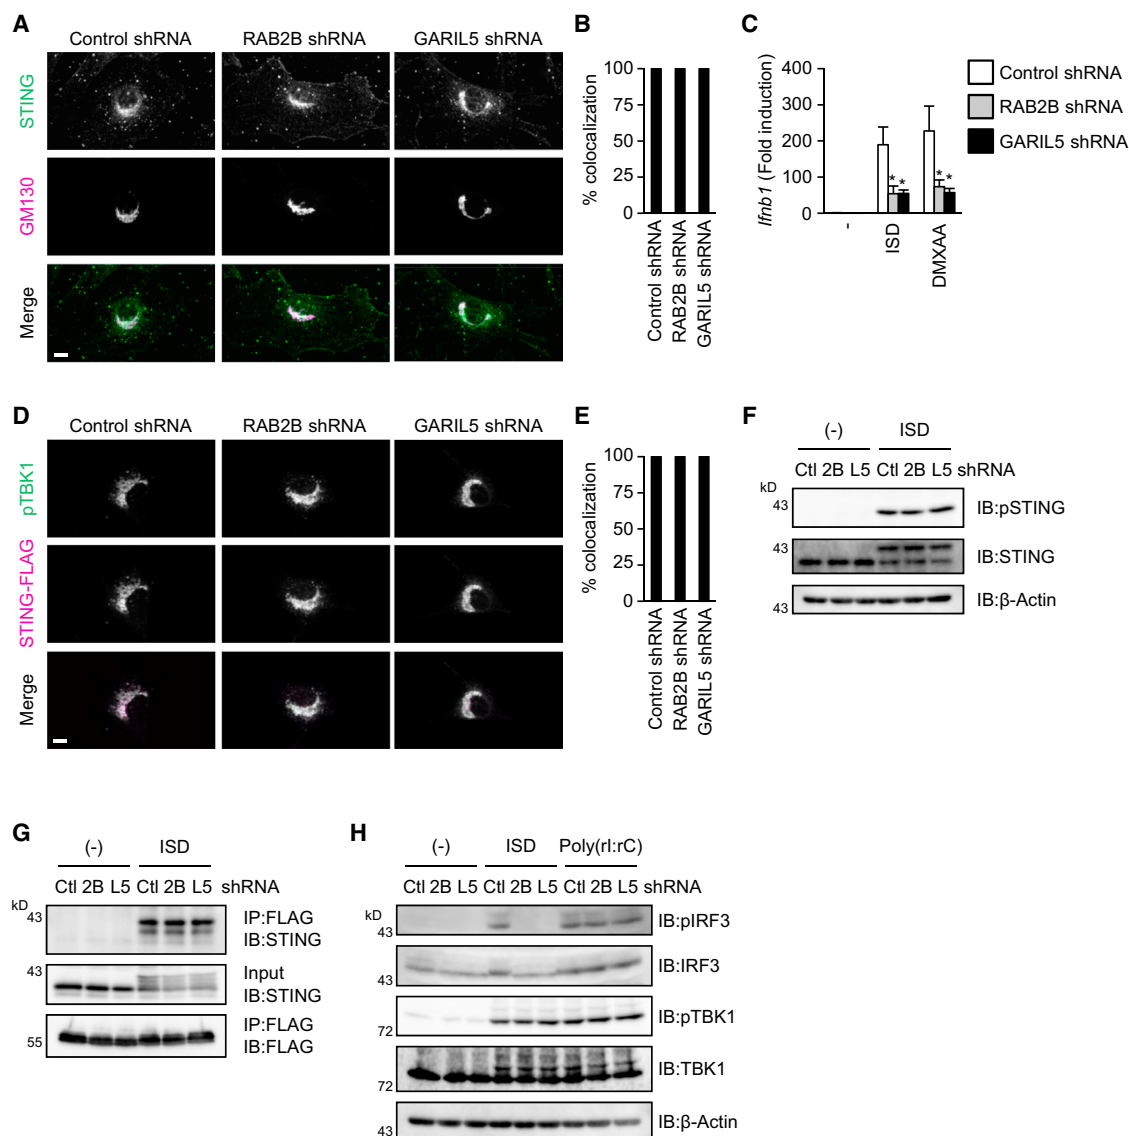 A
Control shRNA RAB2B shRNA GARIL5 shRNA
STING
GM130
Merge
B
% colocalization
100
75
50
25
0
Control shRNA
RAB2B shRNA
GARIL5 shRNA
C
Ifnb1 (Fold induction)
400
300
200
100
0
* * * *
-
ISD
DMXAA
Control shRNA
RAB2B shRNA
GARIL5 shRNA
D
Control shRNA RAB2B shRNA GARIL5 shRNA
pTBK1
STING-FLAG
Merge
E
% colocalization
100
75
50
25
0
Control shRNA
RAB2B shRNA
GARIL5 shRNA
F
(-) ISD
Ctl 2B L5 Ctl 2B L5 shRNA
kD
43 IB:pSTING
43 IB:STING
43 IB:β-Actin
G
(-) ISD
Ctl 2B L5 Ctl 2B L5 shRNA
kD
43 IP:FLAG
IB:STING
43 Input
IB:STING
IP:FLAG
55 IB:FLAG
H
(-) ISD Poly(rI:rC)
Ctl 2B L5 Ctl 2B L5 Ctl 2B L5 shRNA
kD
43 IB:pIRF3
43 IB:IRF3
72 IB:pTBK1
72 IB:TBK1
43 IB:β-Actin